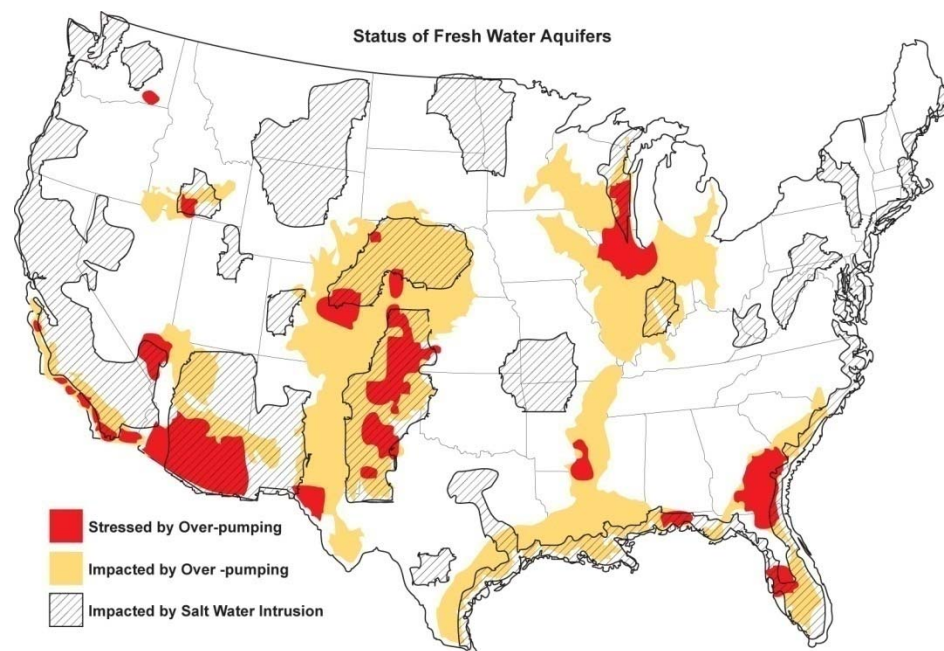 Status of Fresh Water Aquifers
Stressed by Over-pumping
Impacted by Over -pumping
Impacted by Salt Water Intrusion